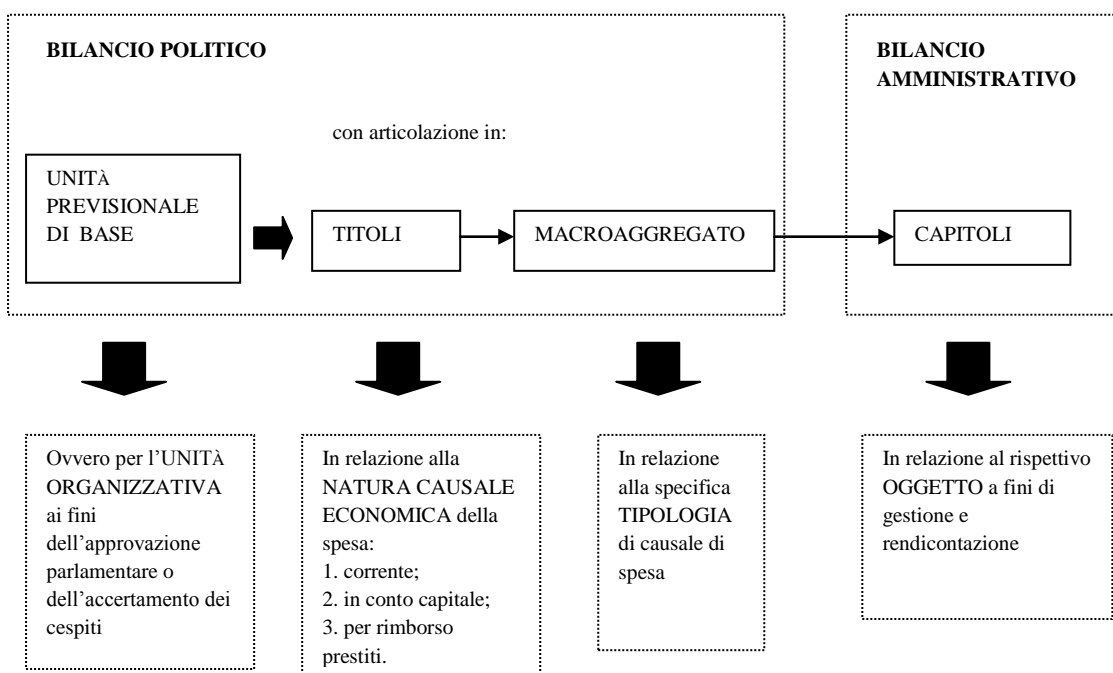 BILANCIO POLITICO
con articolazione in:
UNITÀ
PREVISIONALE
DI BASE
TITOLI
MACROAGGREGATO
BILANCIO
AMMINISTRATIVO
CAPITOLI
Ovvero per l’UNITÀ
ORGANIZZATIVA
ai fini
dell’approvazione
parlamentare o
dell’accertamento dei
cespiti
In relazione alla
NATURA CAUSALE
ECONOMICA della
spesa:
1. corrente;
2. in conto capitale;
3. per rimborso
prestiti.
In relazione
alla specifica
TIPOLOGIA
di causale di
spesa
In relazione al rispettivo
OGGETTO a fini di
gestione e
rendicontazione